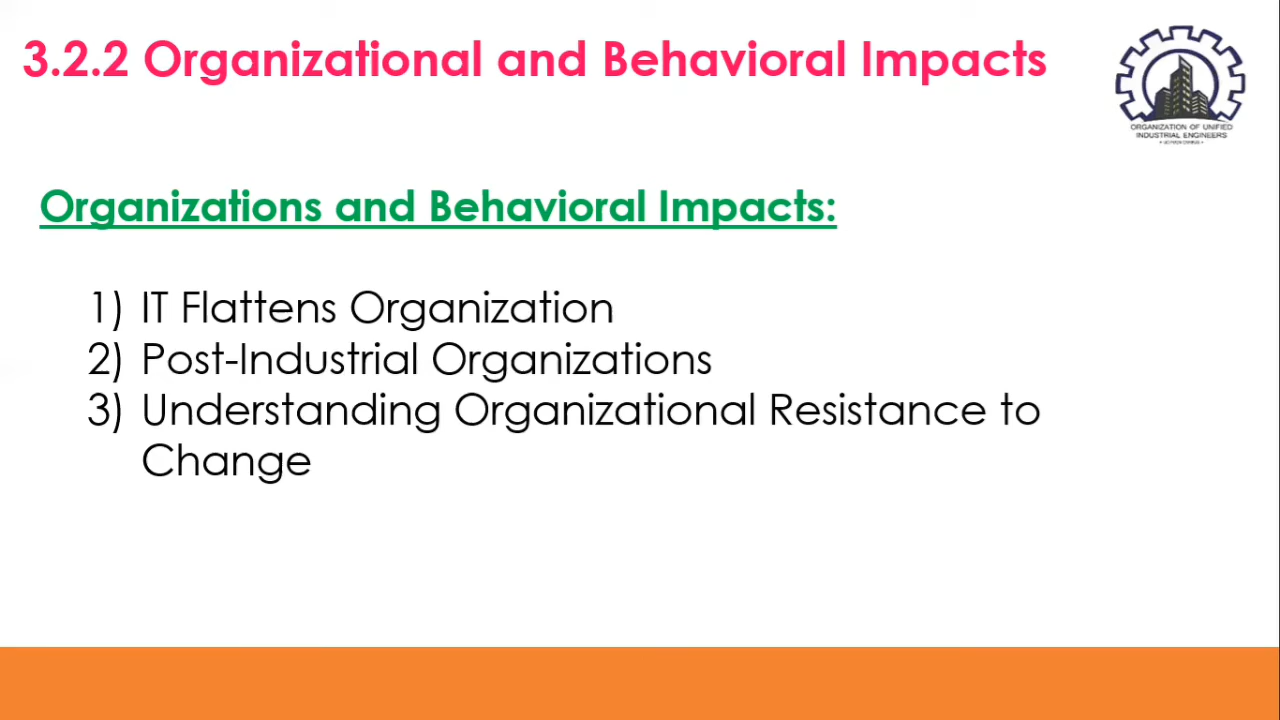 3.2.2 Organizational and Behavioral Impacts
ORGANIZATION OF UNIFIED
INDUSTRIAL ENGINEERS
Organizations and Behavioral Impacts:
1) IT Flattens Organization
2) Post-Industrial Organizations
3) Understanding Organizational Resistance to
Change